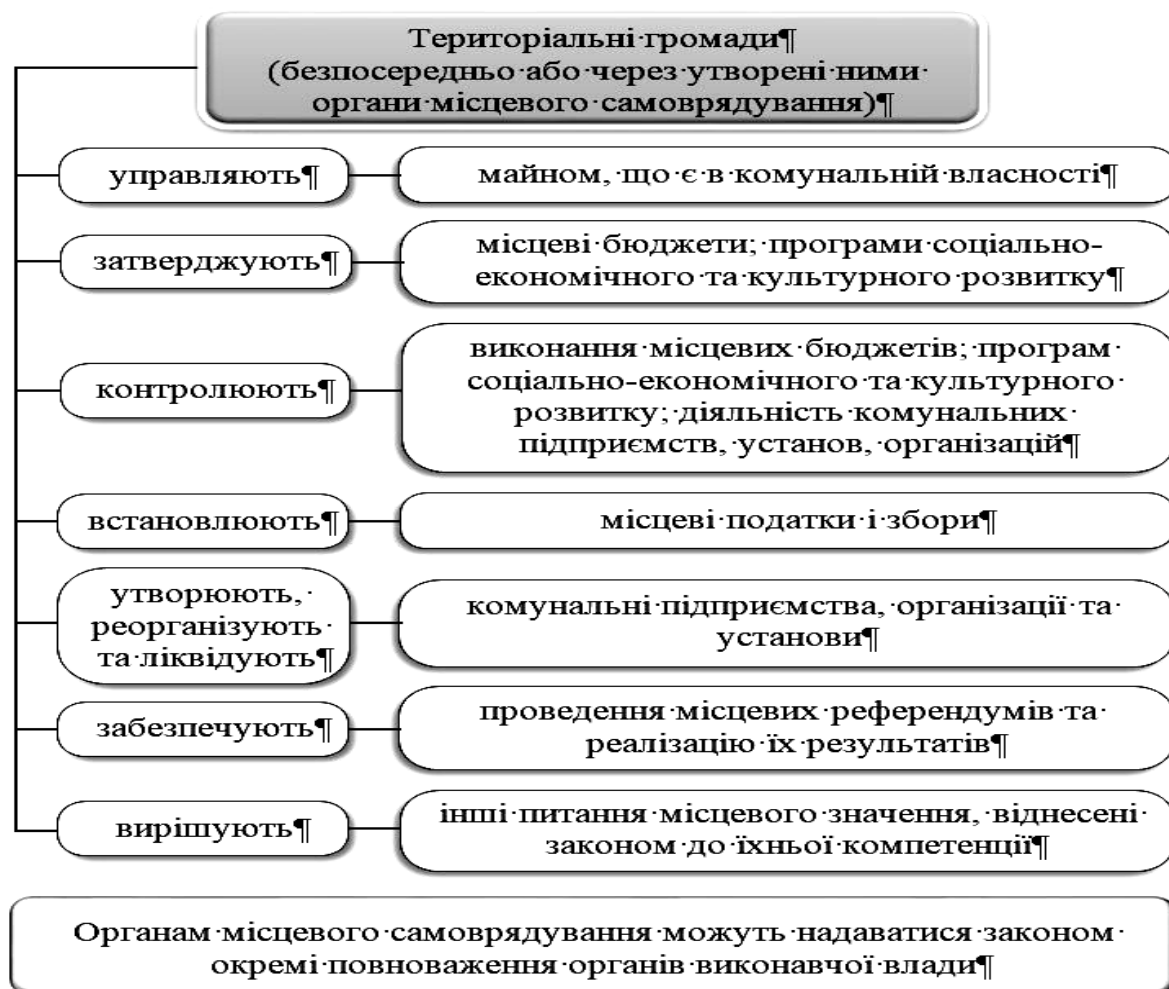 Територіальні·громади¶
(безпосередньо·або·через·утворені·ними·
органи·місцевого·самоврядування)¶
управляють¶
майном,·що·є·в·комунальній·власності¶
затверджують¶
місцеві·бюджети;·програми·соціально-
економічного·та·культурного·розвитку¶
контролюють¶
виконання·місцевих·бюджетів;·програм·
соціально-економічного·та·культурного·
розвитку;·діяльність·комунальних·
підприємств,·установ,·організацій¶
встановлюють¶
місцеві·податки·і·збори¶
утворюють,·
реорганізують·
та·ліквідують¶
комунальні·підприємства,·організації·та·
установи¶
забезпечують¶
проведення·місцевих·референдумів·та·
реалізацію·їх·результатів¶
вирішують¶
інші·питання·місцевого·значення,·віднесені·
законом·до·їхньої·компетенції¶
Органам·місцевого·самоврядування·можуть·надаватися·законом·
окремі·повноваження·органів·виконавчої·влади¶